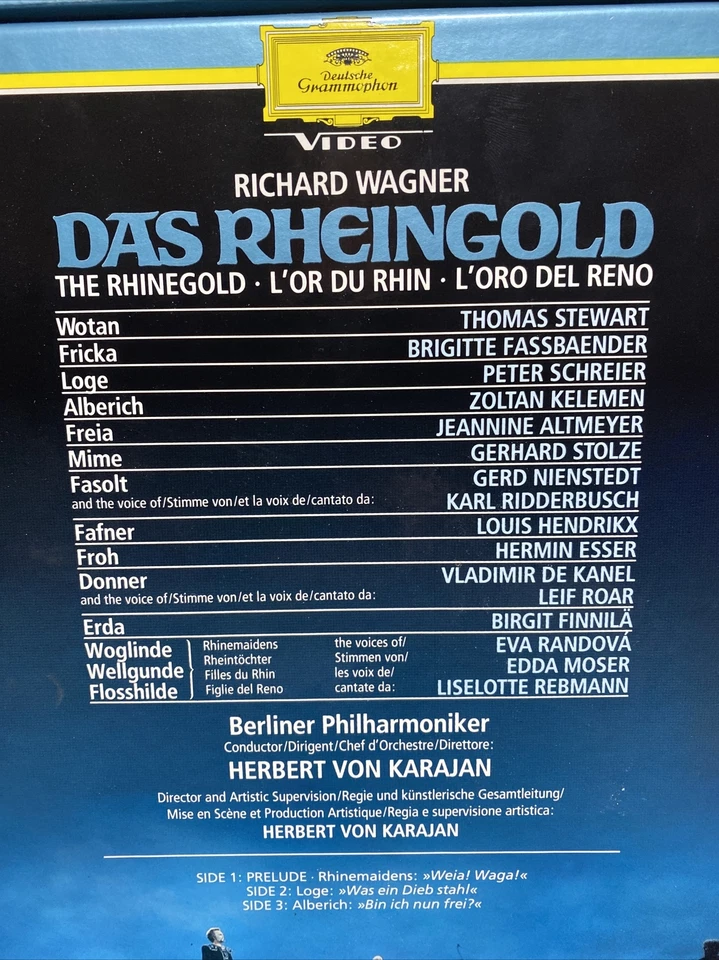 Deutsche
Grammophon
VIDEO
RICHARD WAGNER
DAS RHEINGOLD
THE RHINEGOLD · L'OR DU RHIN · L'ORO DEL RENO
Wotan THOMAS STEWART
Fricka BRIGITTE FASSBAENDER
Loge PETER SCHREIER
Alberich ZOLTAN KELEMEN
Freia JEANNINE ALTMEYER
Mime GERHARD STOLZE
Fasolt GERD NIENSTEDT
and the voice of/Stimme von/et la voix de/cantato da: KARL RIDDERBUSCH
Fafner LOUIS HENDRIKX
Froh HERMIN ESSER
Donner VLADIMIR DE KANEL
and the voice of/Stimme von/et la voix de/cantato da: LEIF ROAR
Erda BIRGIT FINNILÄ
Woglinde Rhinemaidens the voices of/ EVA RANDOVÁ
Wellgunde Rheintöchter Stimmen von/ EDDA MOSER
Filles du Rhin les voix de/
Flosshilde Figlie del Reno cantate da: LISELOTTE REBMANN
Berliner Philharmoniker
Conductor/Dirigent/Chef d'Orchestre/Direttore:
HERBERT VON KARAJAN
Director and Artistic Supervision/Regie und künstlerische Gesamtleitung/
Mise en Scène et Production Artistique/Regia e supervisione artistica:
HERBERT VON KARAJAN
SIDE 1: PRELUDE · Rhinemaidens: »Weia! Waga!«
SIDE 2: Loge: »Was ein Dieb stahl«
SIDE 3: Alberich: »Bin ich nun frei?«